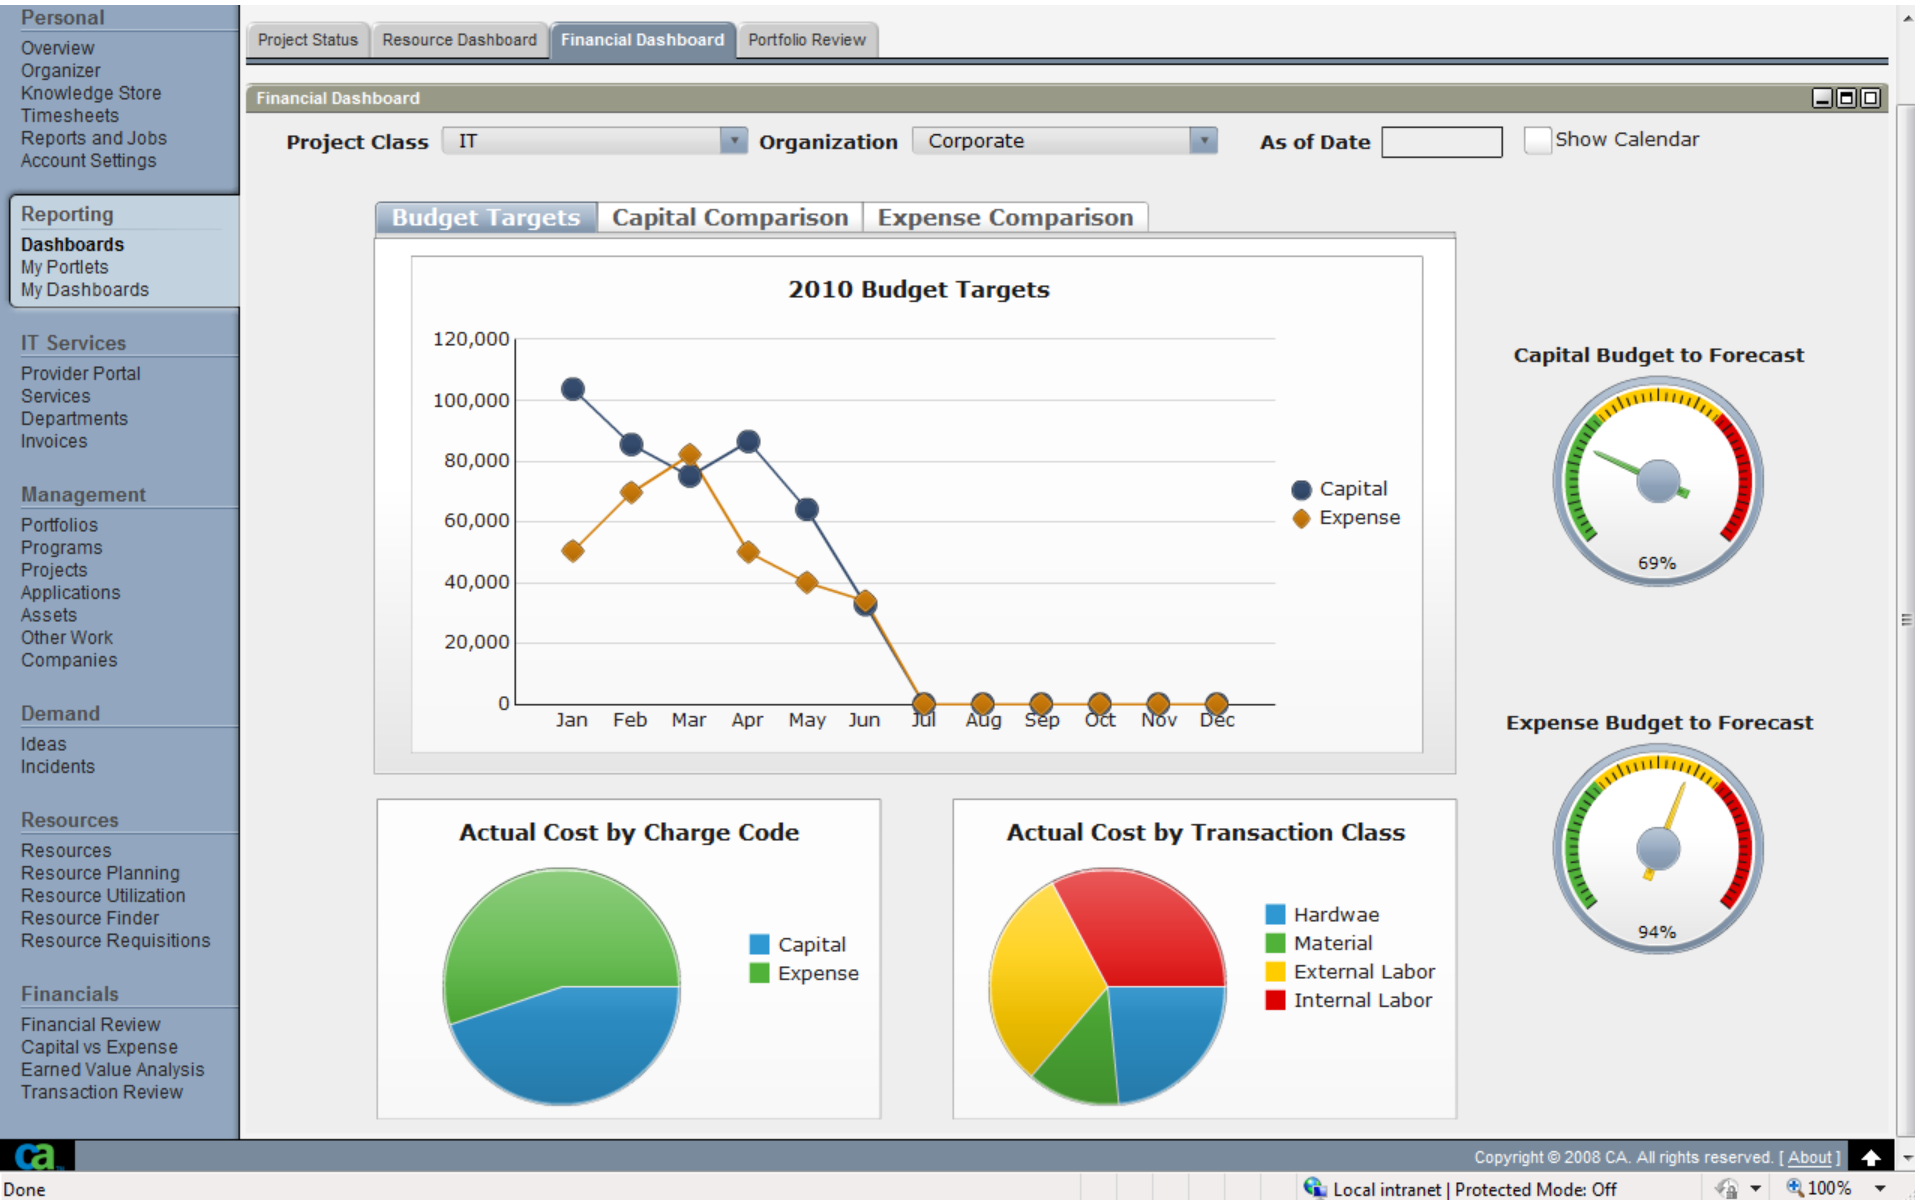 Personal
Overview
Organizer
Knowledge Store
Timesheets
Reports and Jobs
Account Settings
Reporting
Dashboards
My Portlets
My Dashboards
IT Services
Provider Portal
Services
Departments
Invoices
Management
Portfolios
Programs
Projects
Applications
Assets
Other Work
Companies
Demand
Ideas
Incidents
Resources
Resources
Resource Planning
Resource Utilization
Resource Finder
Resource Requisitions
Financials
Financial Review
Capital vs Expense
Earned Value Analysis
Transaction Review
Project Status Resource Dashboard Financial Dashboard Portfolio Review
Financial Dashboard
Project Class IT Organization Corporate As of Date Show Calendar
Budget Targets Capital Comparison Expense Comparison
2010 Budget Targets
120,000
100,000
80,000
60,000
40,000
20,000
0
Jan Feb Mar Apr May Jun Jul Aug Sep Oct Nov Dec
Capital
Expense
Capital Budget to Forecast
69%
Expense Budget to Forecast
94%
Actual Cost by Charge Code
Capital
Expense
Actual Cost by Transaction Class
Hardwae
Material
External Labor
Internal Labor
ca
Copyright © 2008 CA. All rights reserved. [ About ]
Done
Local intranet | Protected Mode: Off
100%